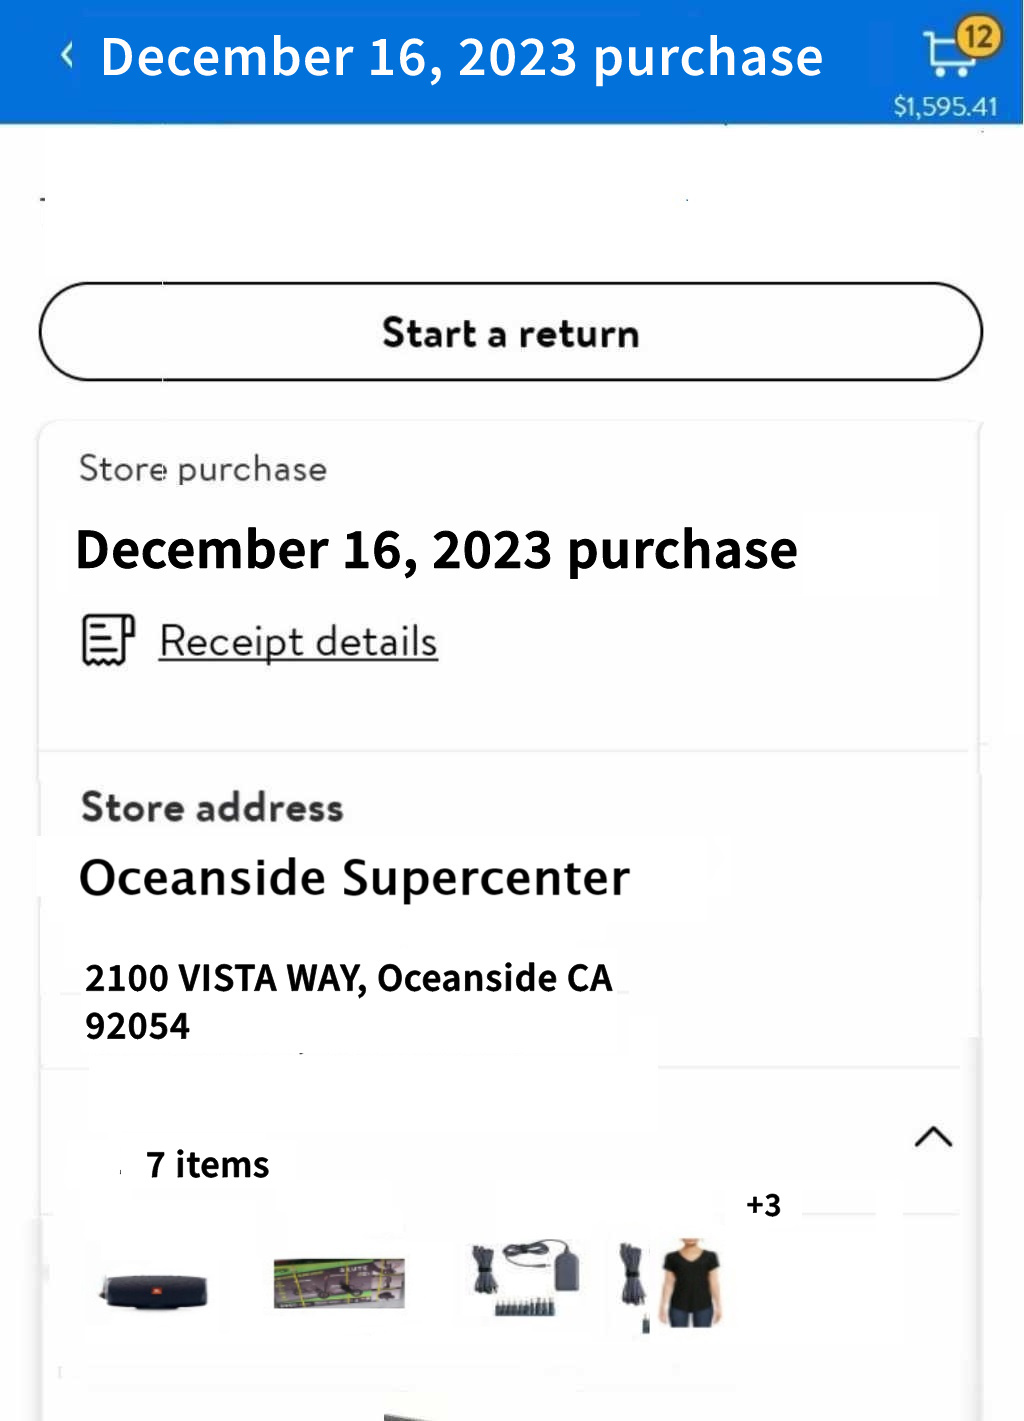 December 16, 2023 purchase
12
$1,595.41
Start a return
Store purchase
December 16, 2023 purchase
Receipt details
Store address
Oceanside Supercenter
2100 VISTA WAY, Oceanside CA
92054
7 items
+3